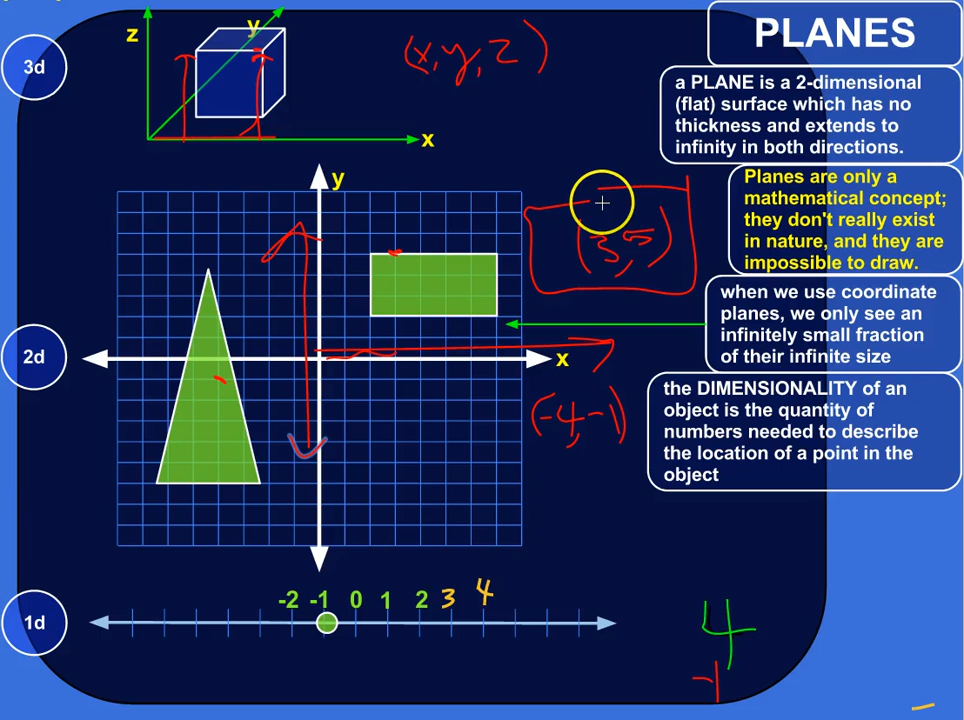 PLANES
3d
z
y
x
(x,y,z)
a PLANE is a 2-dimensional
(flat) surface which has no
thickness and extends to
infinity in both directions.
Planes are only a
mathematical concept;
they don't really exist
in nature, and they are
impossible to draw.
y
(3,5)
when we use coordinate
planes, we only see an
infinitely small fraction
of their infinite size
2d
x
(-4,-1)
the DIMENSIONALITY of an
object is the quantity of
numbers needed to describe
the location of a point in the
object
1d
-2 -1 0 1 2 3 4
4
-1